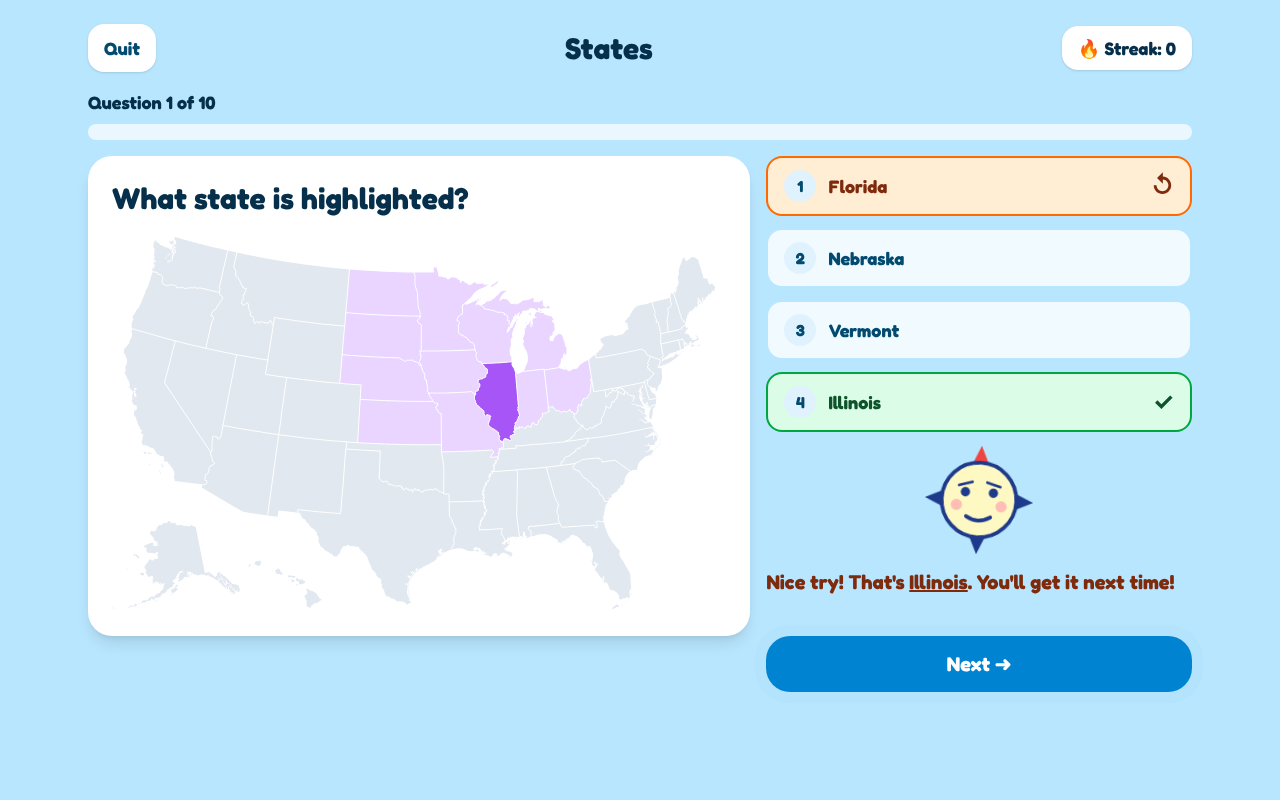 Quit
States
🔥 Streak: 0
Question 1 of 10
What state is highlighted?
1 Florida
2 Nebraska
3 Vermont
4 Illinois
Nice try! That's Illinois. You'll get it next time!
Next →